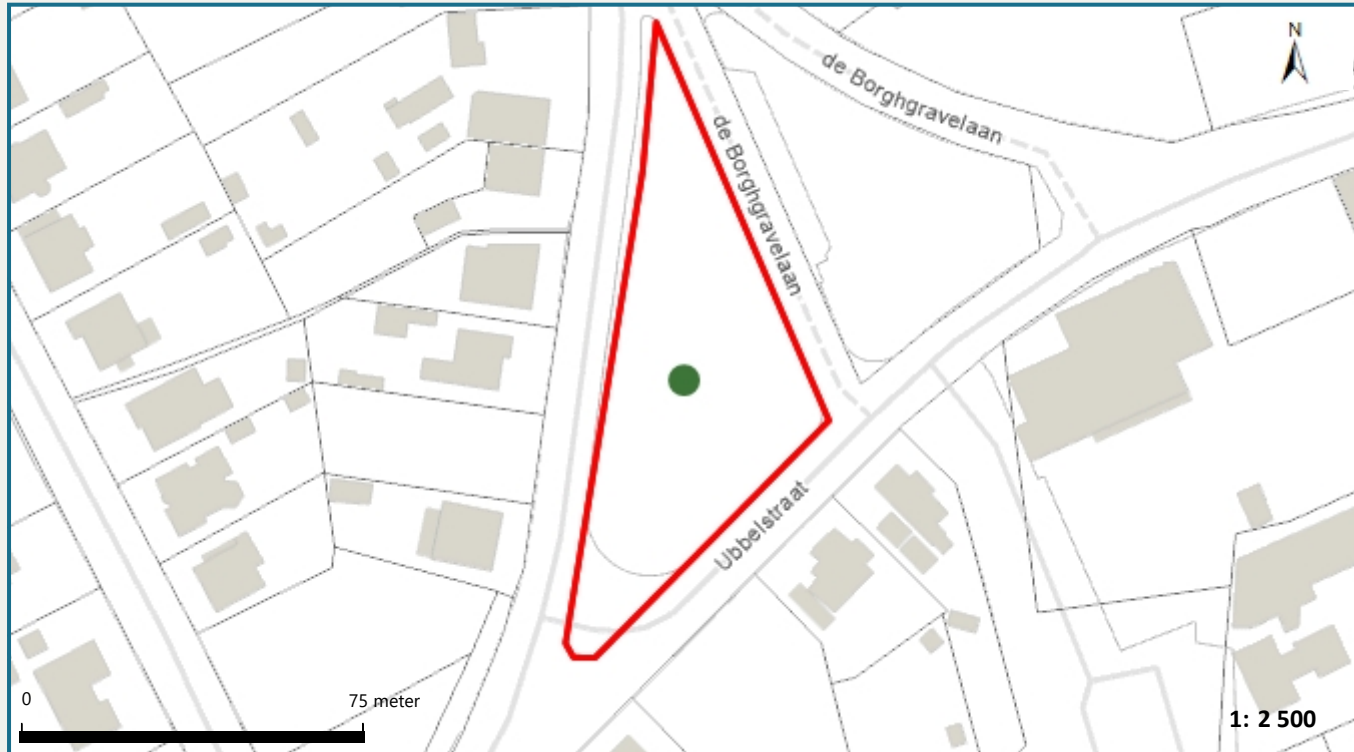 N
de Borghgravelaan
de Borghgravelaan
Ubbelstraat
0
75 meter
1: 2 500